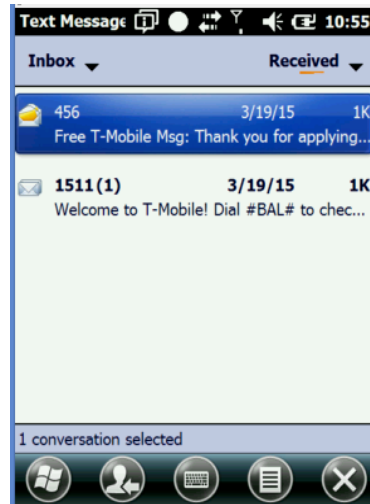 Text Message 10:55
Inbox Received
456 3/19/15 1K
Free T-Mobile Msg: Thank you for applying...
1511(1) 3/19/15 1K
Welcome to T-Mobile! Dial #BAL# to chec...
1 conversation selected